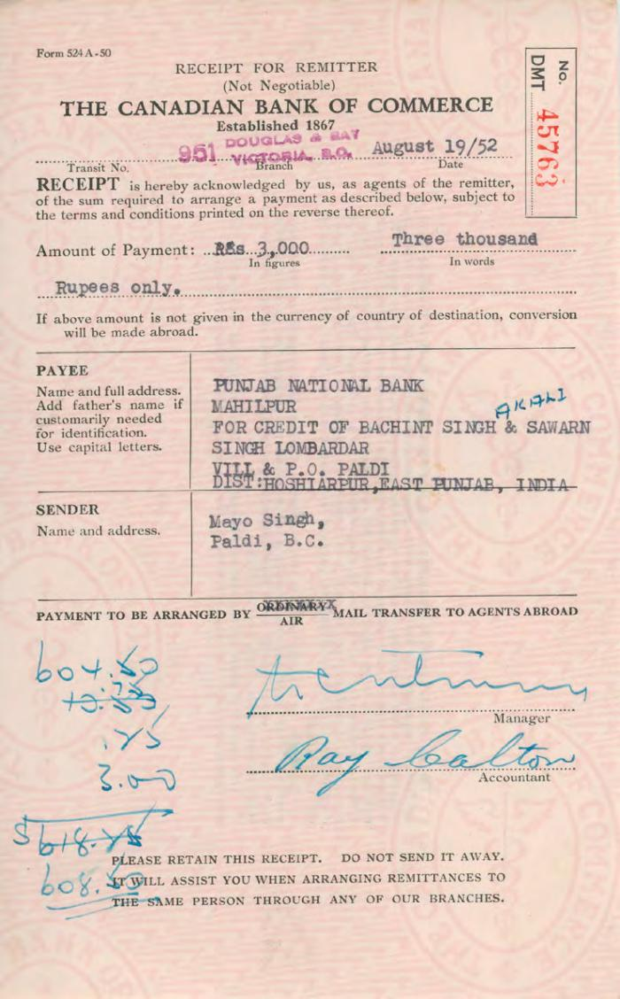 Form 524 A - 50
No.
DMT 45763
RECEIPT FOR REMITTER
(Not Negotiable)
THE CANADIAN BANK OF COMMERCE
Established 1867
951 DOUGLAS & BAY
VICTORIA, B.C. August 19/52
Transit No. Branch Date
RECEIPT is hereby acknowledged by us, as agents of the remitter,
of the sum required to arrange a payment as described below, subject to
the terms and conditions printed on the reverse thereof.
Amount of Payment: Rs 3,000 Three thousand
In figures In words
Rupees only.
If above amount is not given in the currency of country of destination, conversion
will be made abroad.
PAYEE
Name and full address.
Add father's name if
customarily needed
for identification.
Use capital letters.
PUNJAB NATIONAL BANK
MAHILPUR
AKALI
FOR CREDIT OF BACHINT SINGH & SAWARN
SINGH LOMBARDAR
VILL & P.O. PALDI
DIST:HOSHIARPUR,EAST PUNJAB, INDIA
SENDER
Name and address.
Mayo Singh,
Paldi, B.C.
PAYMENT TO BE ARRANGED BY ORDINARY MAIL TRANSFER TO AGENTS ABROAD
AIR
604.50
.75
3.00
Manager
Ray Calton
Accountant
$ 618.75
608.50
PLEASE RETAIN THIS RECEIPT. DO NOT SEND IT AWAY.
IT WILL ASSIST YOU WHEN ARRANGING REMITTANCES TO
THE SAME PERSON THROUGH ANY OF OUR BRANCHES.